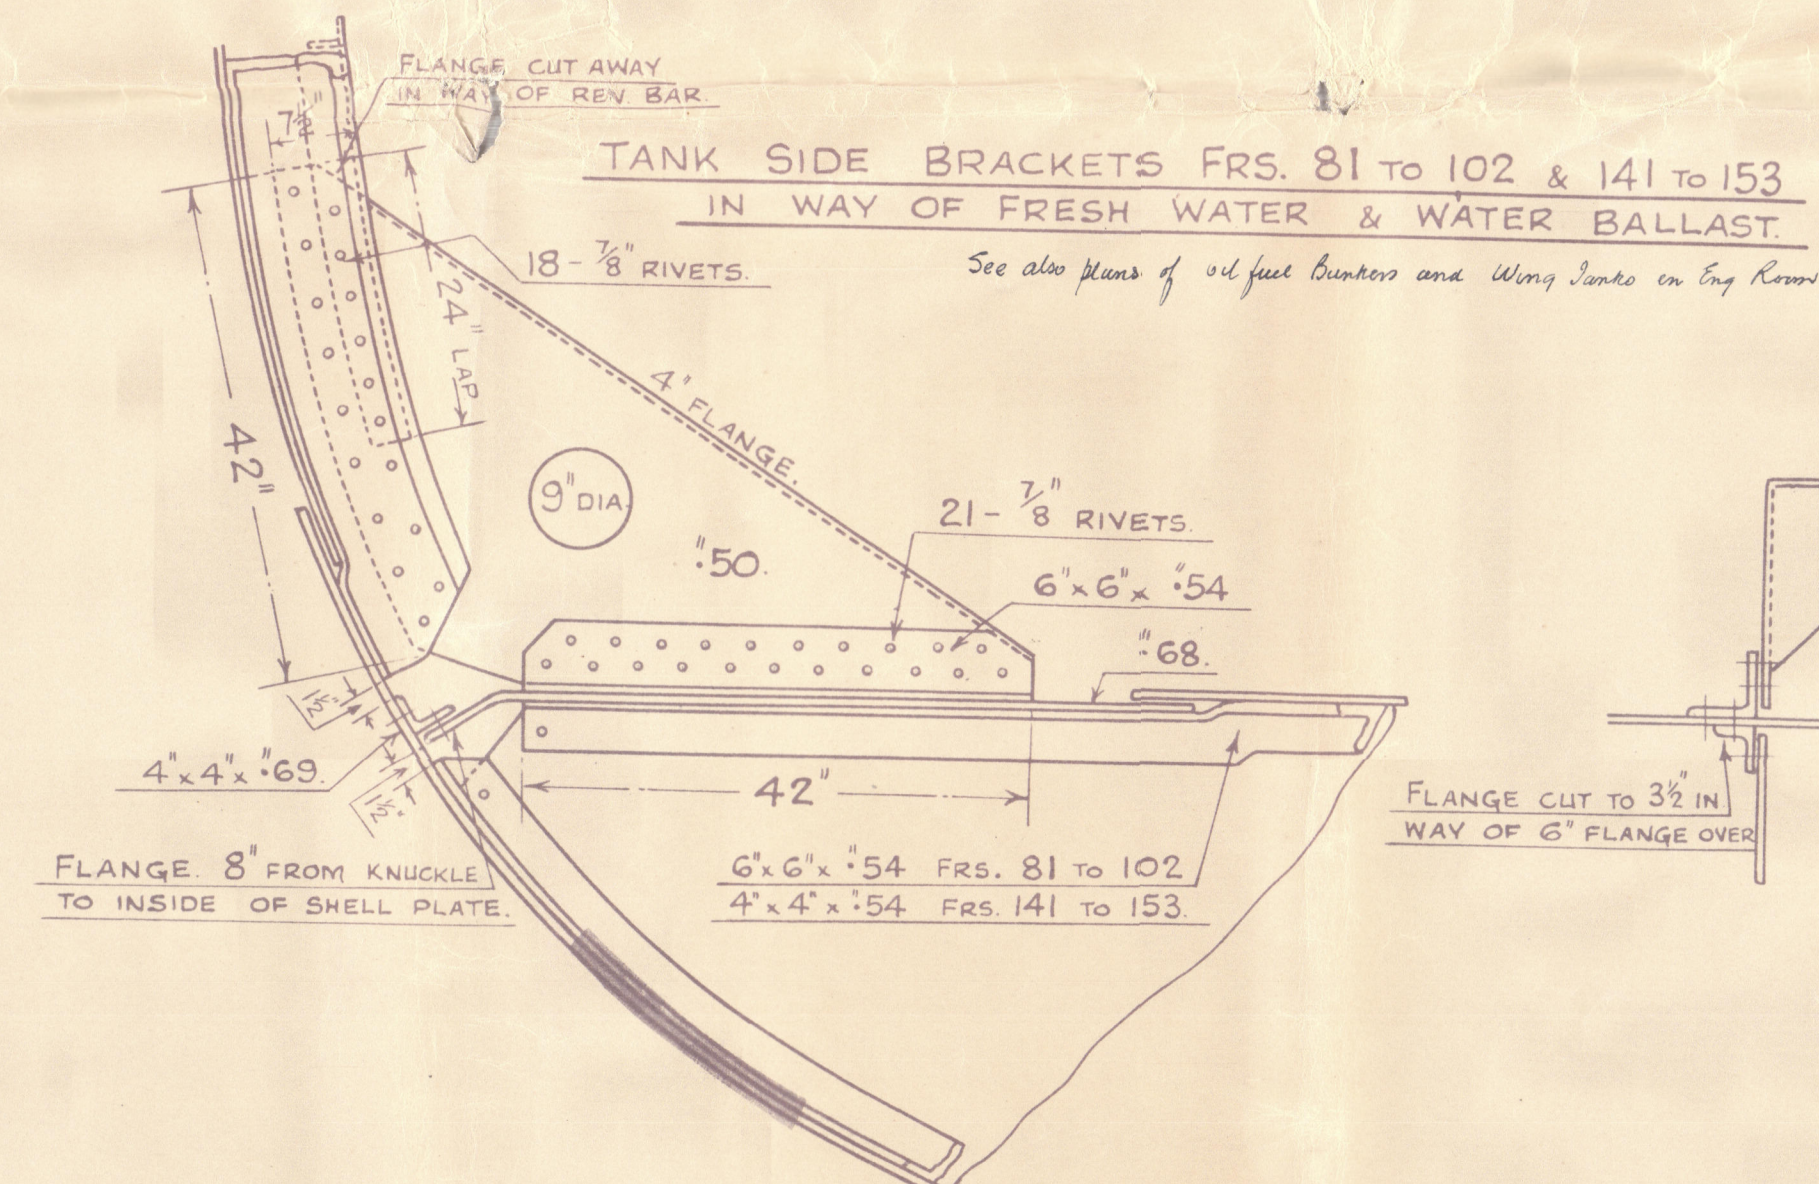 FLANGE CUT AWAY
IN WAY OF REV. BAR.
7½"
TANK SIDE BRACKETS FRS. 81 TO 102 & 141 TO 153
IN WAY OF FRESH WATER & WATER BALLAST.
See also plans of oil fuel Bunkers and Wing Tanks in Eng Room
18 - 7/8" RIVETS.
24" LAP
4" FLANGE.
42"
9" DIA.
".50.
21 - 7/8" RIVETS.
6" x 6" x ".54
".68.
1½"
4" x 4" x ".69.
1½"
42"
FLANGE CUT TO 3½" IN
WAY OF 6" FLANGE OVER
FLANGE. 8" FROM KNUCKLE
TO INSIDE OF SHELL PLATE.
6" x 6" x ".54 FRS. 81 TO 102
4" x 4" x ".54 FRS. 141 TO 153.